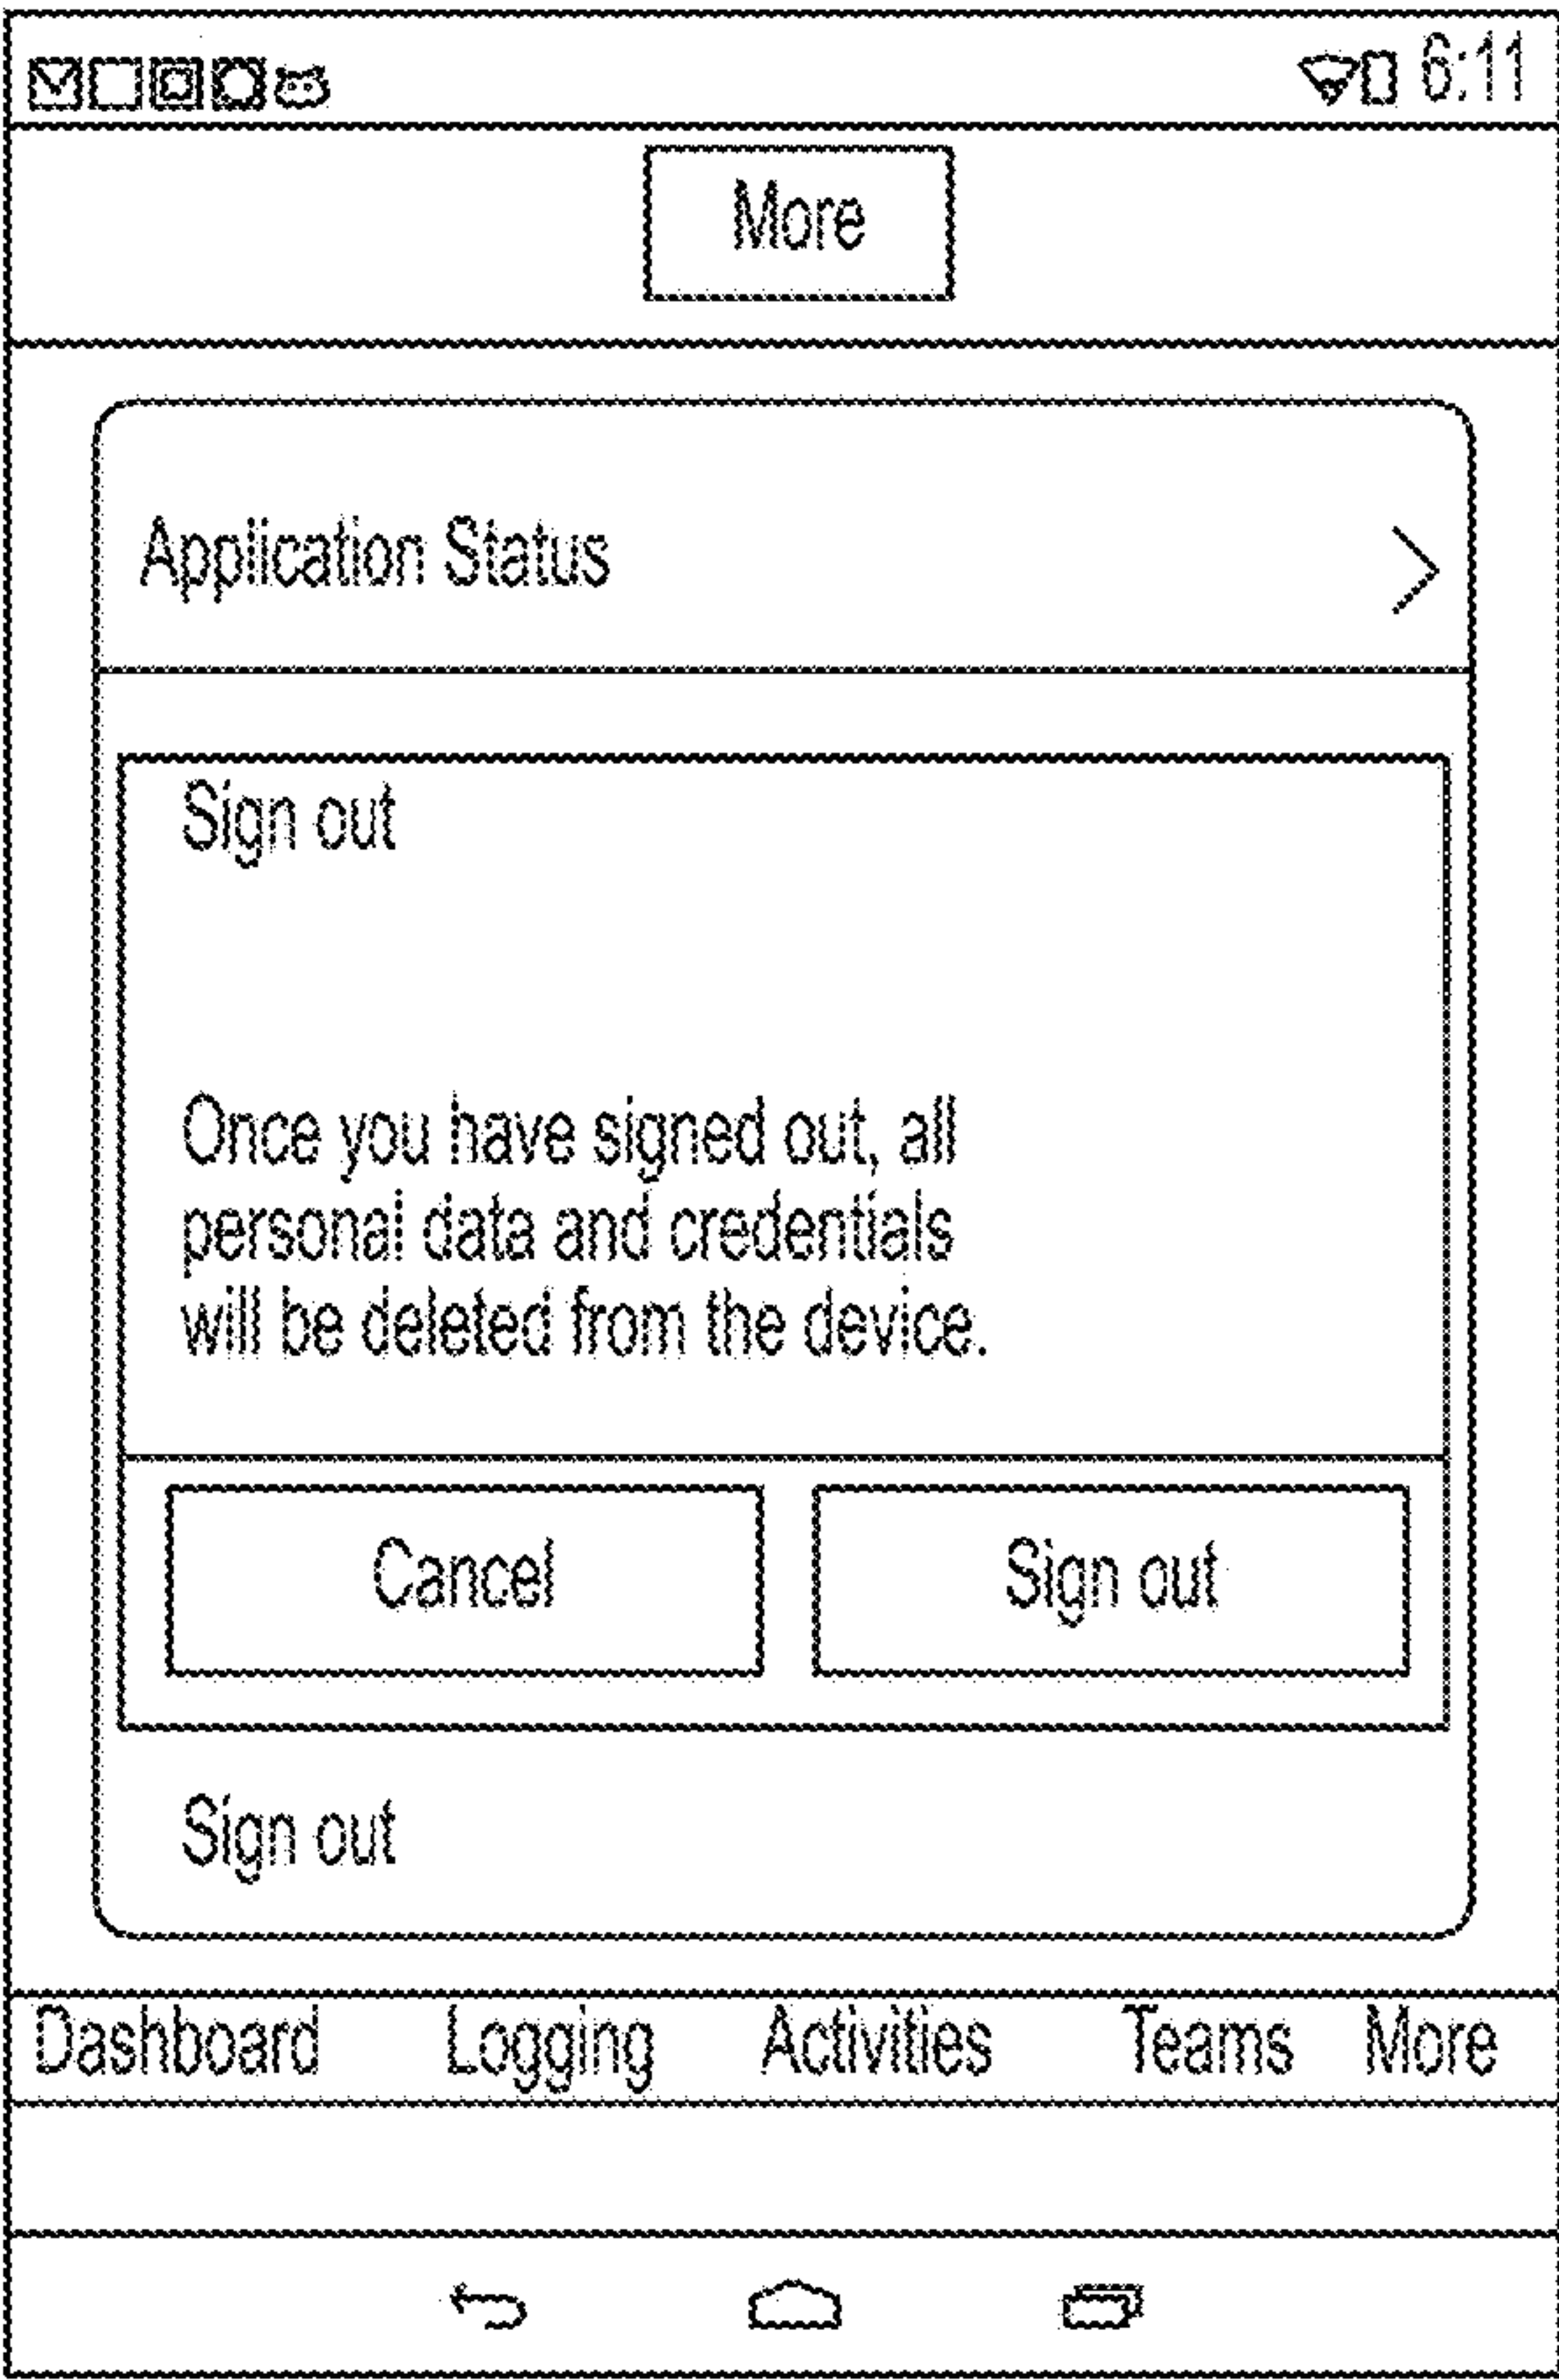 6:11
More
Application Status
Sign out
Once you have signed out, all
personal data and credentials
will be deleted from the device.
Cancel Sign out
Sign out
Dashboard Logging Activities Teams More